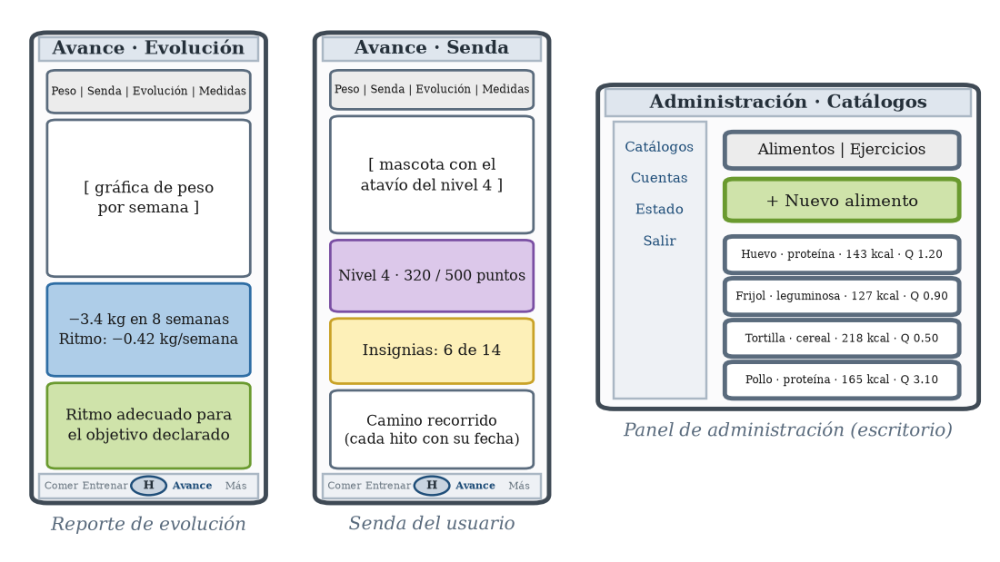 Avance · Evolución
Peso | Senda | Evolución | Medidas
[ gráfica de peso
por semana ]
−3.4 kg en 8 semanas
Ritmo: −0.42 kg/semana
Ritmo adecuado para
el objetivo declarado
Comer Entrenar H Avance Más
Reporte de evolución
Avance · Senda
Peso | Senda | Evolución | Medidas
[ mascota con el
atavío del nivel 4 ]
Nivel 4 · 320 / 500 puntos
Insignias: 6 de 14
Camino recorrido
(cada hito con su fecha)
Comer Entrenar H Avance Más
Senda del usuario
Administración · Catálogos
Catálogos
Cuentas
Estado
Salir
Alimentos | Ejercicios
+ Nuevo alimento
Huevo · proteína · 143 kcal · Q 1.20
Frijol · leguminosa · 127 kcal · Q 0.90
Tortilla · cereal · 218 kcal · Q 0.50
Pollo · proteína · 165 kcal · Q 3.10
Panel de administración (escritorio)